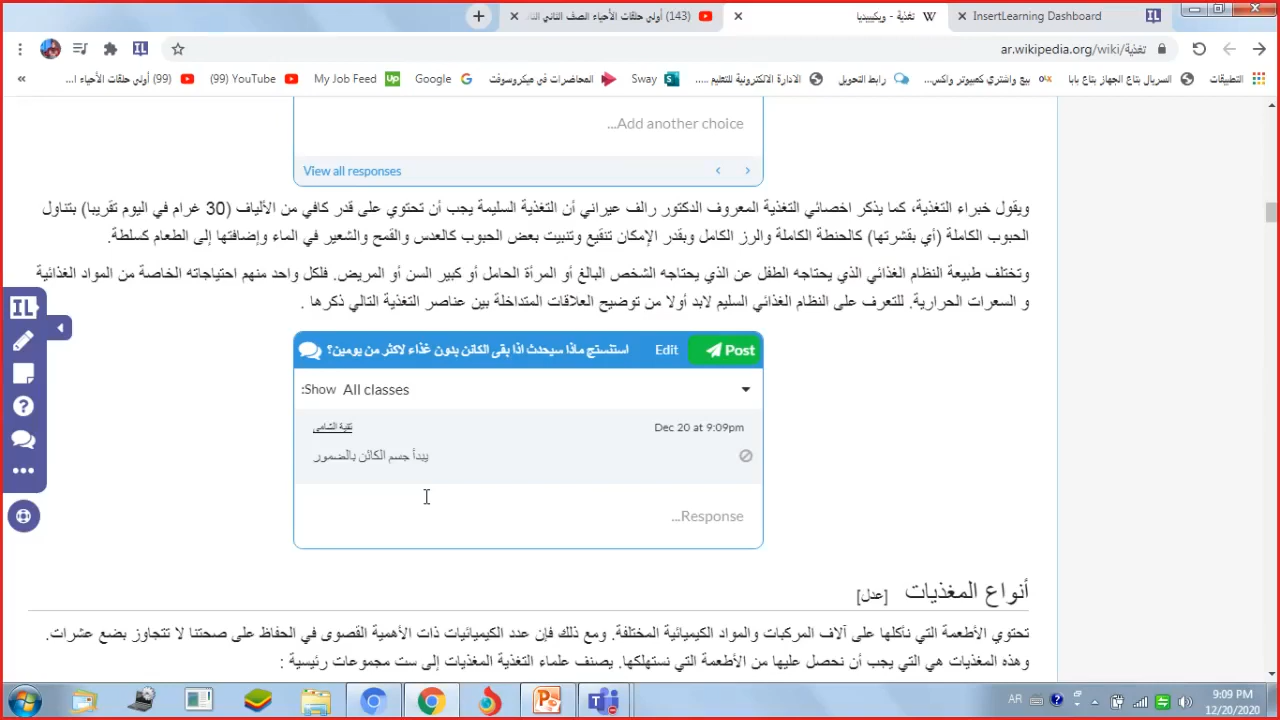 InsertLearning Dashboard
تغذية - ويكيبيديا
(143) أولي حلقات الأحياء الصف الثاني الثا
ar.wikipedia.org/wiki/تغذية
التطبيقات
السريال بتاع الجهاز بتاع بابا
بيع واشتري كمبيوتر واكس...
رابط التحويل
الادارة الالكترونية للتعليم ....
Sway
المحاضرات في ميكروسوفت
Google
Up
My Job Feed
(99) YouTube
(99) أولي حلقات الأحياء ا...
...Add another choice
View all responses
ويقول خبراء التغذية، كما يذكر اخصائي التغذية المعروف الدكتور رالف عيراني أن التغذية السليمة يجب أن تحتوي على قدر كافي من الألياف (30 غرام في اليوم تقريبا) بتناول
الحبوب الكاملة (أي بقشرتها) كالحنطة الكاملة والرز الكامل وبقدر الإمكان تنقيع وتنبيت بعض الحبوب كالعدس والقمح والشعير في الماء وإضافتها إلى الطعام كسلطة.
وتختلف طبيعة النظام الغذائي الذي يحتاجه الطفل عن الذي يحتاجه الشخص البالغ أو المرأة الحامل أو كبير السن أو المريض. فلكل واحد منهم احتياجاته الخاصة من المواد الغذائية
و السعرات الحرارية. للتعرف على النظام الغذائي السليم لابد أولا من توضيح العلاقات المتداخلة بين عناصر التغذية التالي ذكرها .
IL
استنستج ماذا سيحدث اذا بقى الكائن بدون غذاء لاكثر من يومين؟
Edit
Post
:Show All classes
تقنية الشامى
Dec 20 at 9:09pm
يبدأ جسم الكائن بالضمور
...Response
أنواع المغذيات [عدل]
تحتوي الأطعمة التي نأكلها على آلاف المركبات والمواد الكيميائية المختلفة. ومع ذلك فإن عدد الكيميائيات ذات الأهمية القصوى في الحفاظ على صحتنا لا تتجاوز بضع عشرات.
وهذه المغذيات هي التي يجب أن نحصل عليها من الأطعمة التي نستهلكها. يصنف علماء التغذية المغذيات إلى ست مجموعات رئيسية :
AR
9:09 PM
12/20/2020